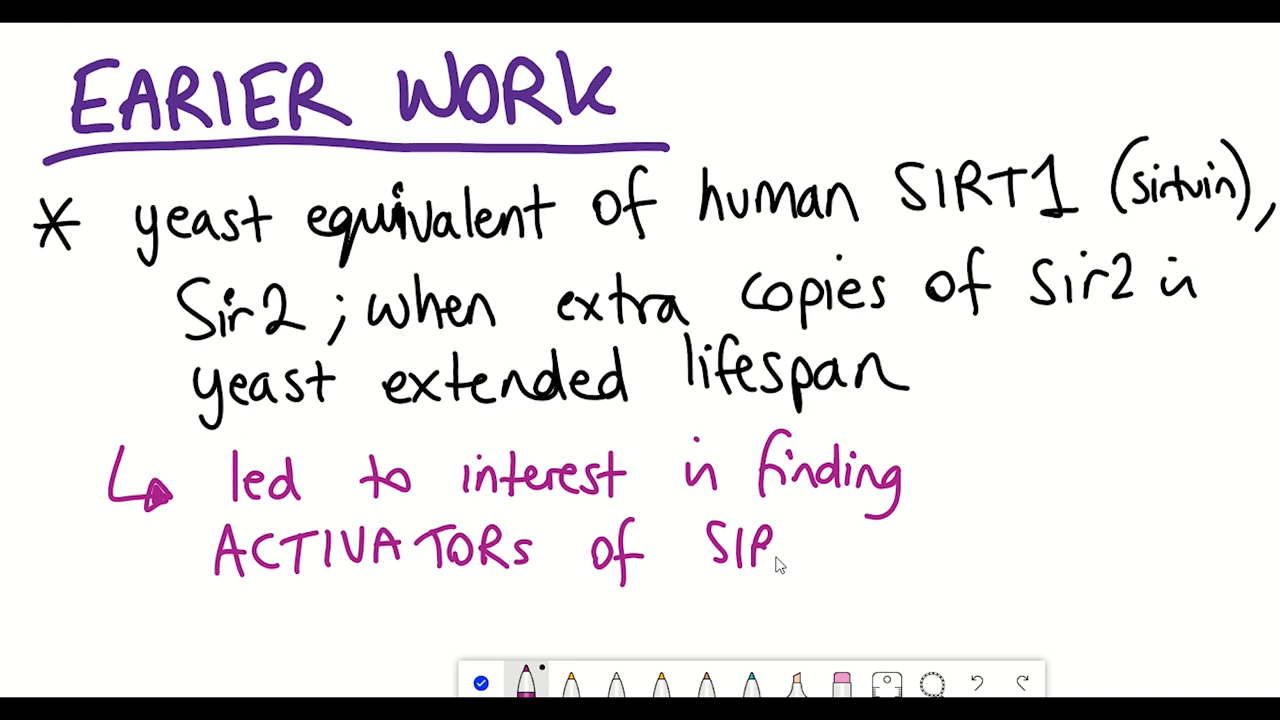 EARIER WORK
* yeast equivalent of human SIRT1 (sirtuin),
Sir2 ; when extra copies of Sir2 in
yeast extended lifespan
↳ led to interest in finding
ACTIVATORs of SIR